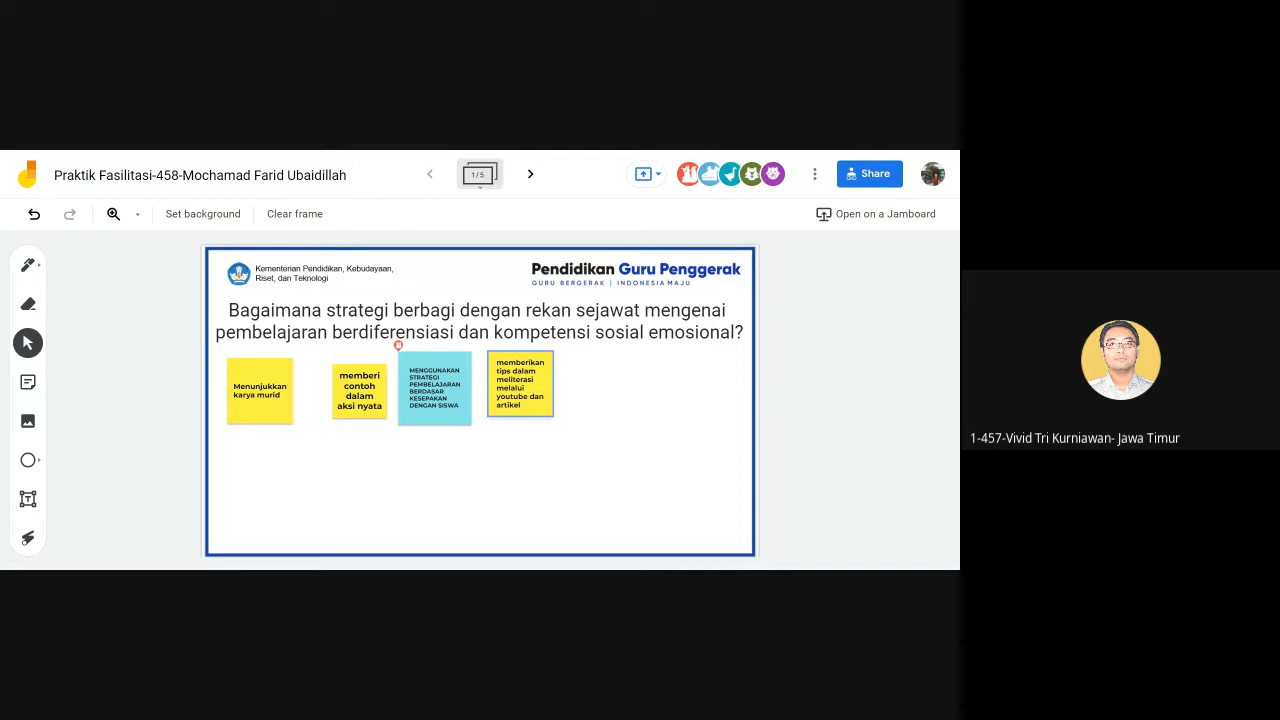 Praktik Fasilitasi-458-Mochamad Farid Ubaidillah
1/5
Share
Set background
Clear frame
Open on a Jamboard
Kementerian Pendidikan, Kebudayaan,
Riset, dan Teknologi
Pendidikan Guru Penggerak
GURU BERGERAK | INDONESIA MAJU
Bagaimana strategi berbagi dengan rekan sejawat mengenai
pembelajaran berdiferensiasi dan kompetensi sosial emosional?
Menunjukkan
karya murid
memberi
contoh
dalam
aksi nyata
MENGGUNAKAN
STRATEGI
PEMBELAJARAN
BERDASAR
KESEPAKAN
DENGAN SISWA
memberikan
tips dalam
meliterasi
melalui
youtube dan
artikel
1-457-Vivid Tri Kurniawan- Jawa Timur